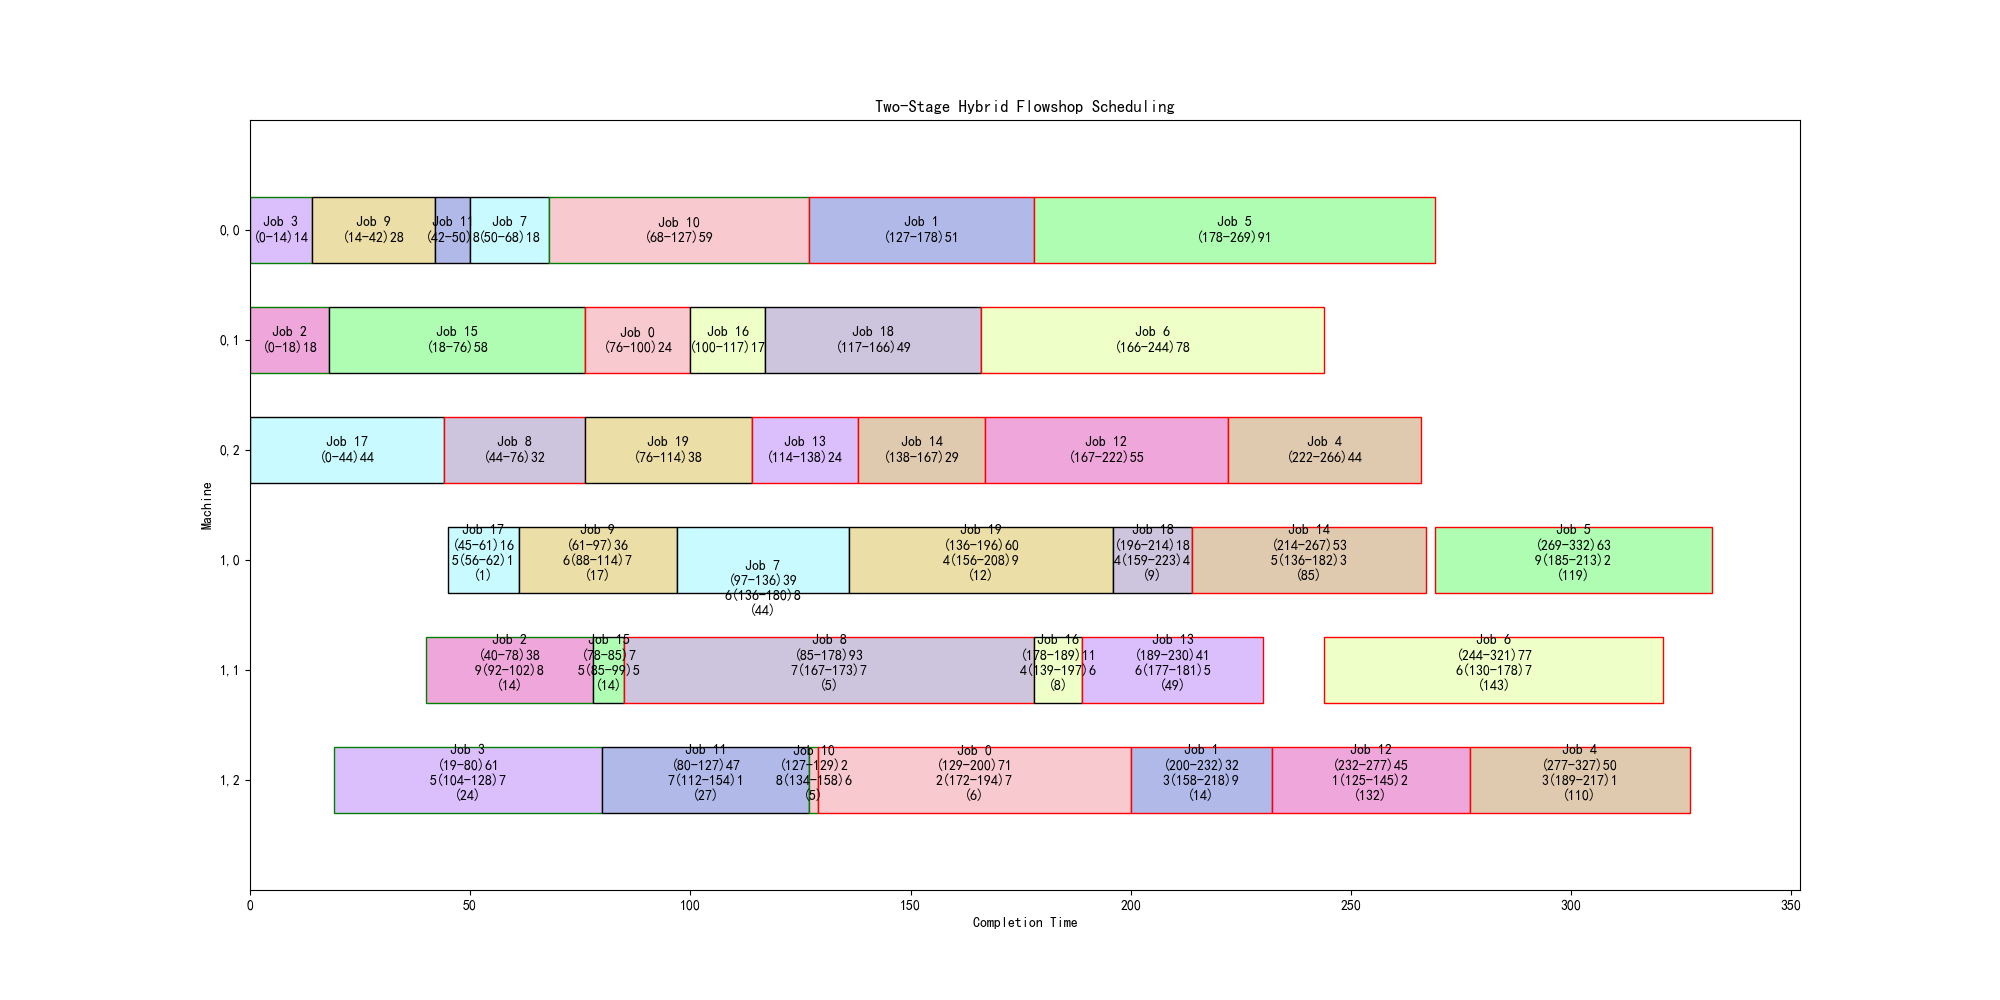 Two-Stage Hybrid Flowshop Scheduling
0,0
Job 3
(0-14)14
Job 9
(14-42)28
Job 11
(42-50)8
Job 7
(50-68)18
Job 10
(68-127)59
Job 1
(127-178)51
Job 5
(178-269)91
0,1
Job 2
(0-18)18
Job 15
(18-76)58
Job 0
(76-100)24
Job 16
(100-117)17
Job 18
(117-166)49
Job 6
(166-244)78
0,2
Job 17
(0-44)44
Job 8
(44-76)32
Job 19
(76-114)38
Job 13
(114-138)24
Job 14
(138-167)29
Job 12
(167-222)55
Job 4
(222-266)44
Machine
1,0
Job 17
(45-61)16
5(56-62)1
(1)
Job 9
(61-97)36
6(88-114)7
(17)
Job 7
(97-136)39
6(136-180)8
(44)
Job 19
(136-196)60
4(156-208)9
(12)
Job 18
(196-214)18
4(159-223)4
(9)
Job 14
(214-267)53
5(136-182)3
(85)
Job 5
(269-332)63
9(185-213)2
(119)
1,1
Job 2
(40-78)38
9(92-102)8
(14)
Job 15
(78-85)7
5(85-99)5
(14)
Job 8
(85-178)93
7(167-173)7
(5)
Job 16
(178-189)11
4(139-197)6
(8)
Job 13
(189-230)41
6(177-181)5
(49)
Job 6
(244-321)77
6(130-178)7
(143)
1,2
Job 3
(19-80)61
5(104-128)7
(24)
Job 11
(80-127)47
7(112-154)1
(27)
Job 10
(127-129)2
8(134-158)6
(5)
Job 0
(129-200)71
2(172-194)7
(6)
Job 1
(200-232)32
3(158-218)9
(14)
Job 12
(232-277)45
1(125-145)2
(132)
Job 4
(277-327)50
3(189-217)1
(110)
0 50 100 150 200 250 300 350
Completion Time